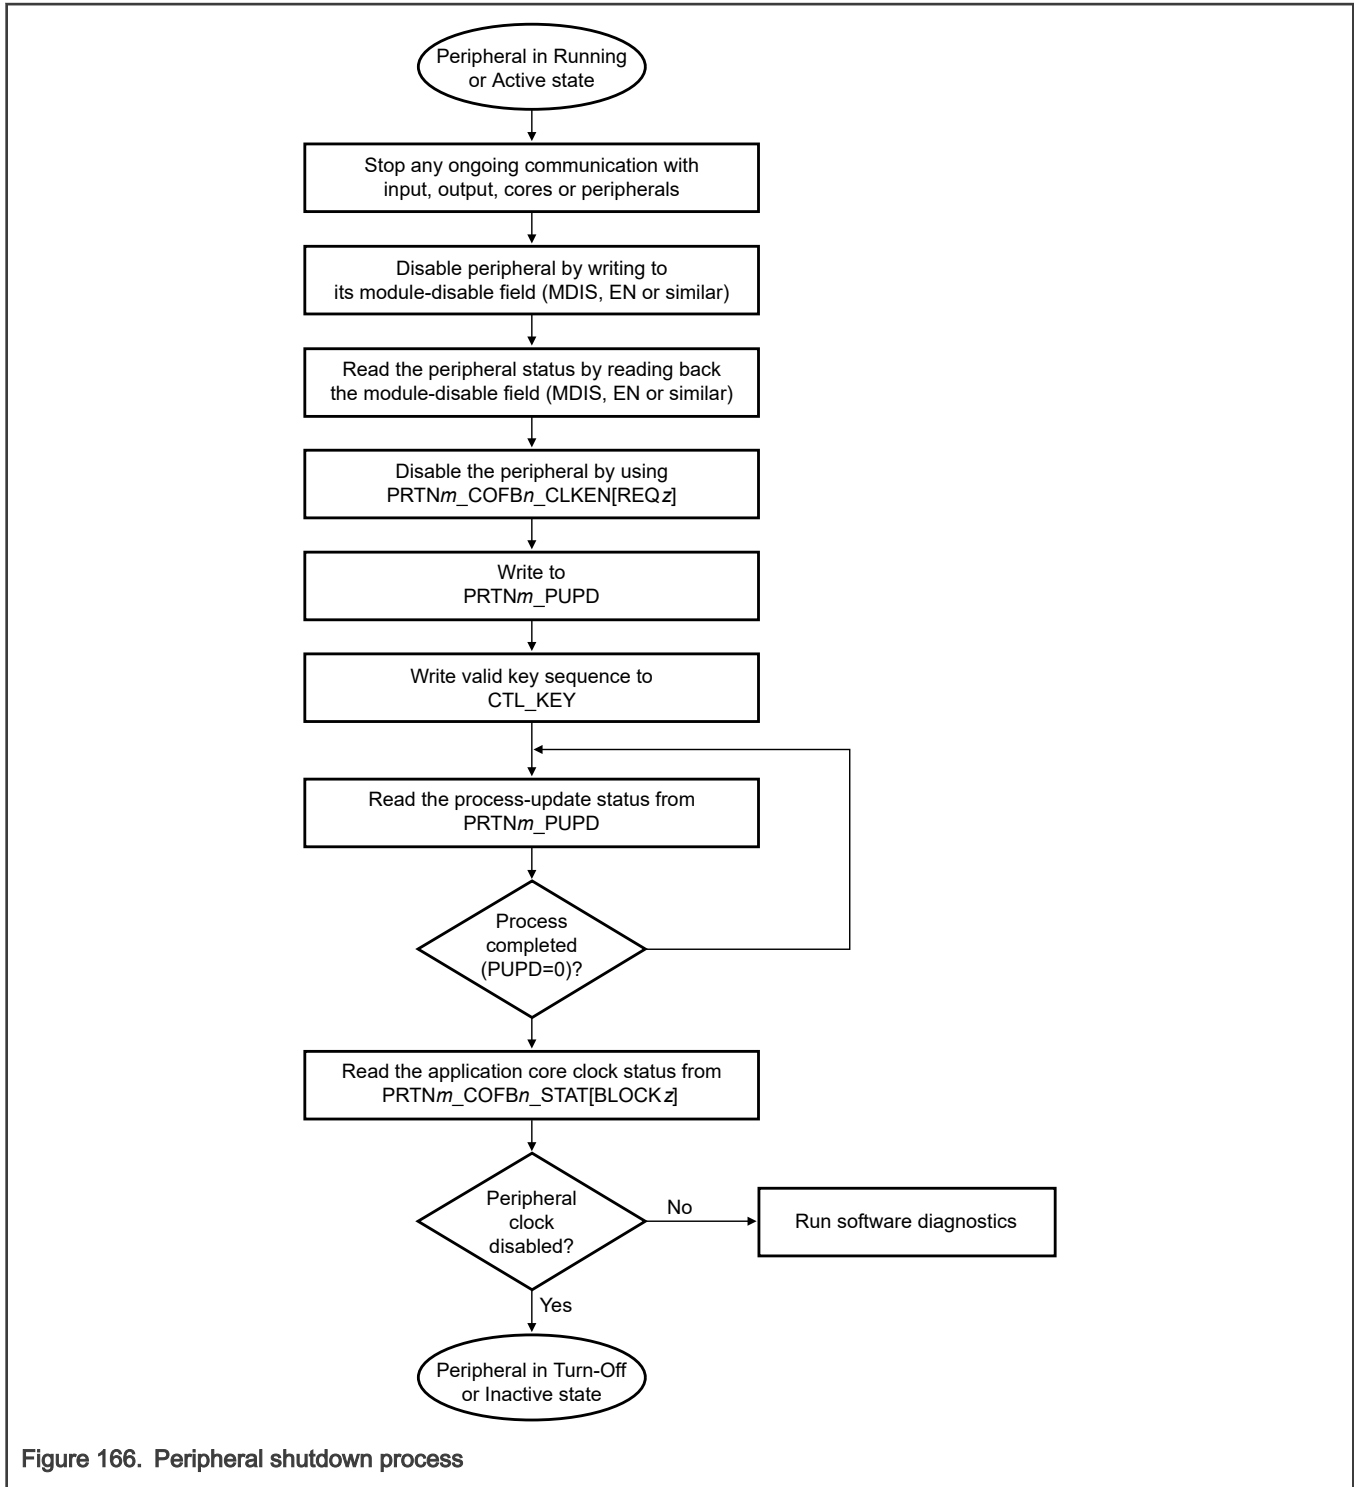 Peripheral in Running
or Active state
Stop any ongoing communication with
input, output, cores or peripherals
Disable peripheral by writing to
its module-disable field (MDIS, EN or similar)
Read the peripheral status by reading back
the module-disable field (MDIS, EN or similar)
Disable the peripheral by using
PRTNm_COFBn_CLKEN[REQz]
Write to
PRTNm_PUPD
Write valid key sequence to
CTL_KEY
Read the process-update status from
PRTNm_PUPD
Process
completed
(PUPD=0)?
Read the application core clock status from
PRTNm_COFBn_STAT[BLOCKz]
Peripheral
clock
disabled?
No
Run software diagnostics
Yes
Peripheral in Turn-Off
or Inactive state
Figure 166. Peripheral shutdown process